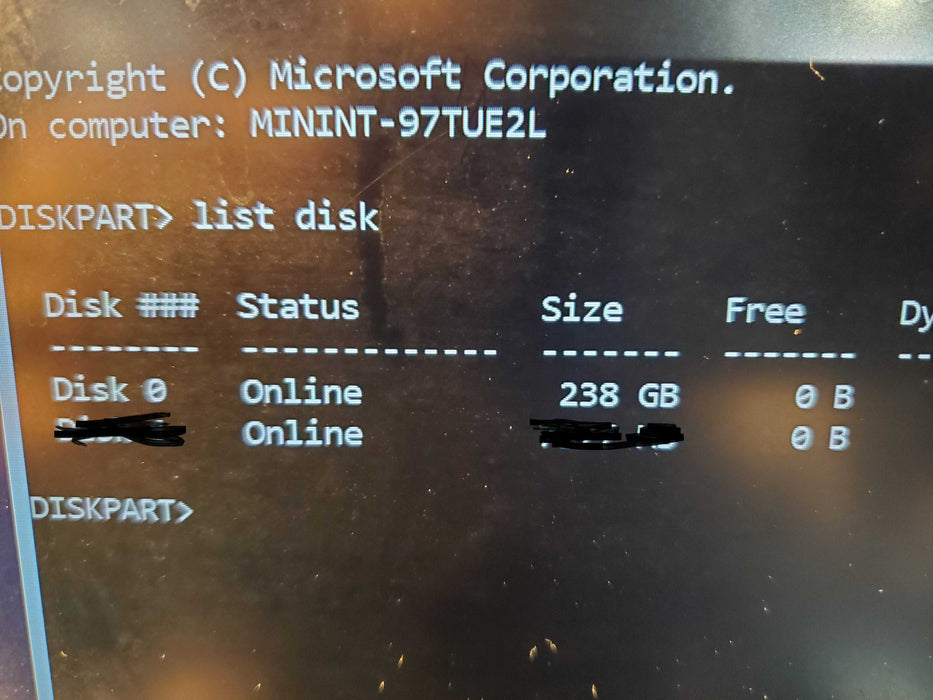 Copyright (C) Microsoft Corporation.
On computer: MININT-97TUE2L
DISKPART> list disk
Disk ### Status Size Free Dy
-------- ------------- ------- ------- --
Disk 0 Online 238 GB 0 B
Online 0 B
DISKPART>